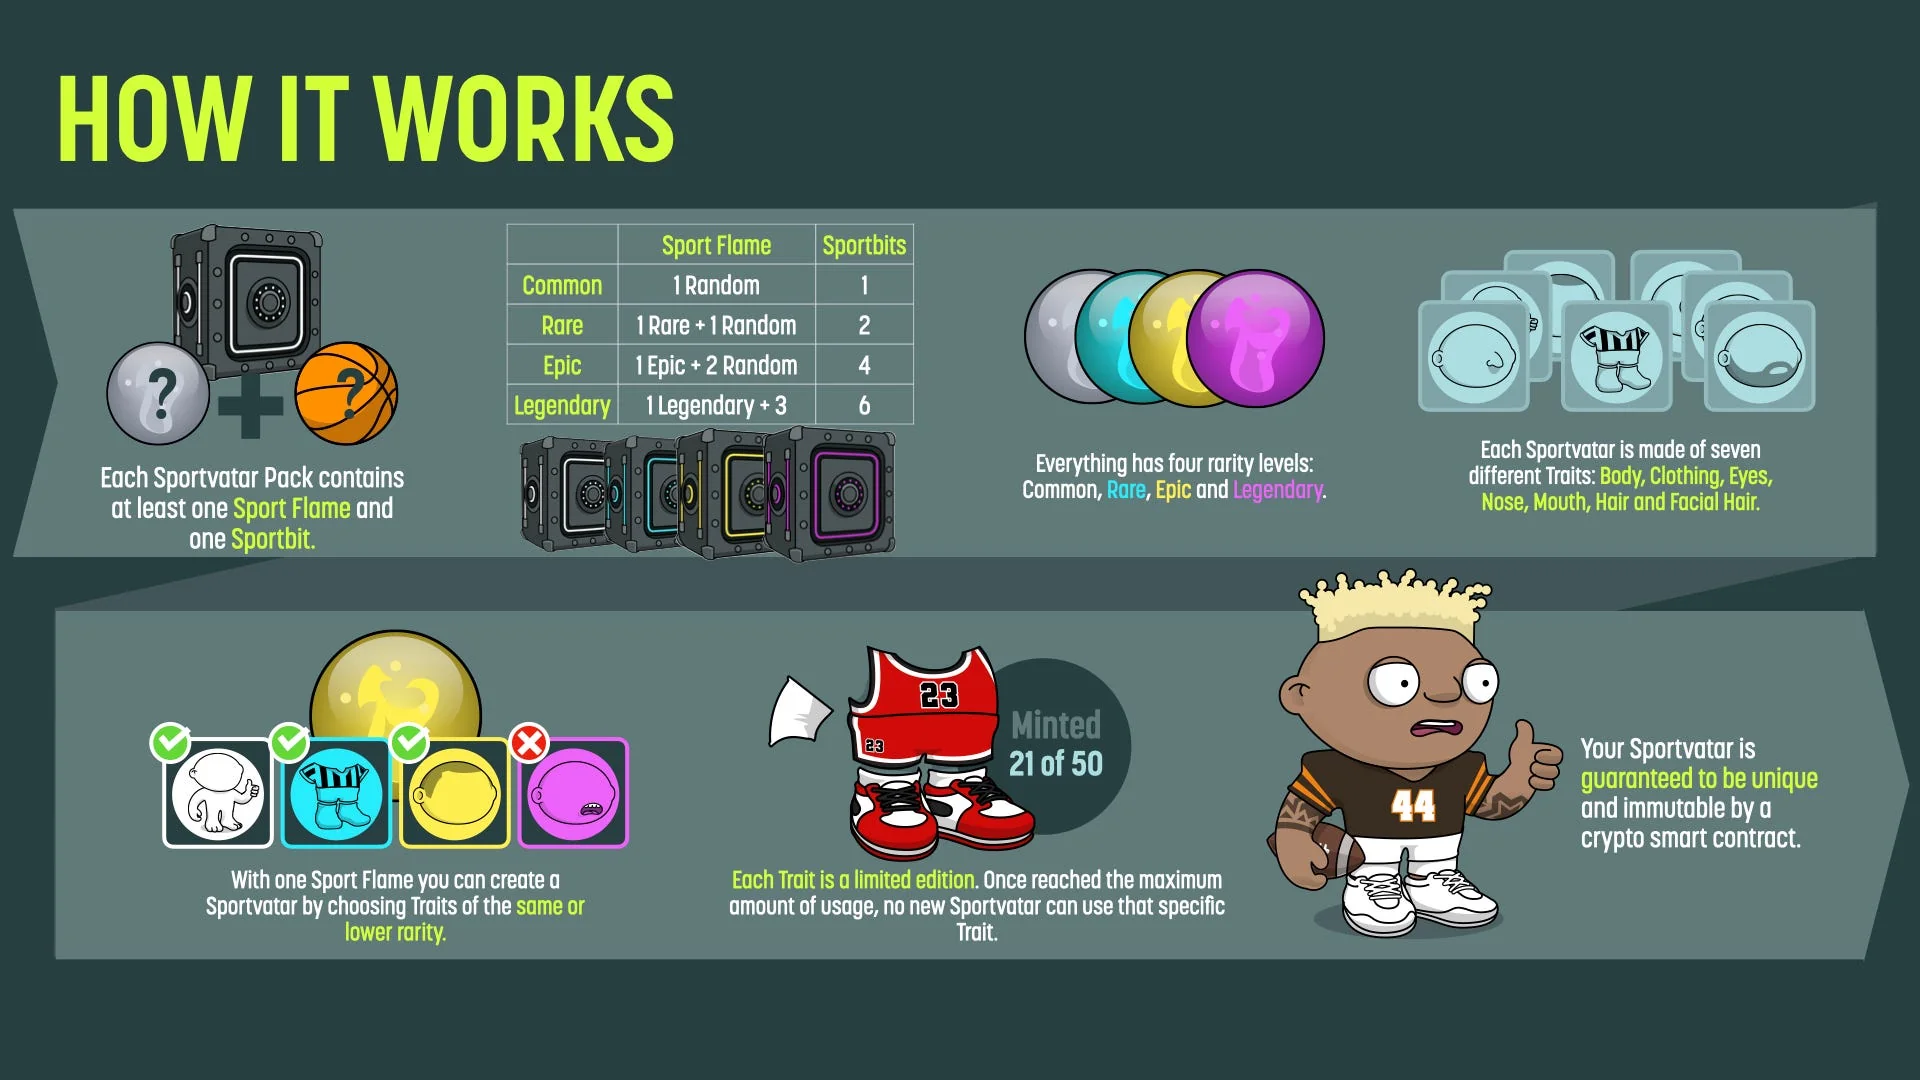 HOW IT WORKS
? ?
Each Sportvatar Pack contains
at least one Sport Flame and
one Sportbit.
Sport Flame Sportbits
Common 1 Random 1
Rare 1 Rare + 1 Random 2
Epic 1 Epic + 2 Random 4
Legendary 1 Legendary + 3 6
Everything has four rarity levels:
Common, Rare, Epic and Legendary.
Each Sportvatar is made of seven
different Traits: Body, Clothing, Eyes,
Nose, Mouth, Hair and Facial Hair.
With one Sport Flame you can create a
Sportvatar by choosing Traits of the same or
lower rarity.
23
23
Minted
21 of 50
Each Trait is a limited edition. Once reached the maximum
amount of usage, no new Sportvatar can use that specific
Trait.
44
Your Sportvatar is
guaranteed to be unique
and immutable by a
crypto smart contract.